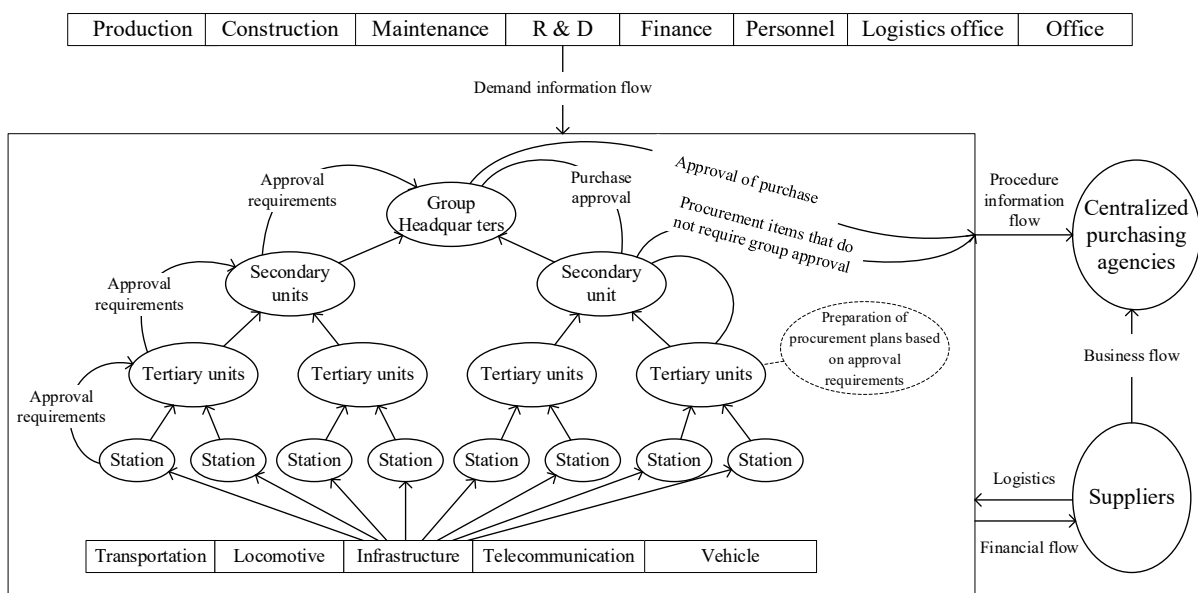 Production Construction Maintenance R & D Finance Personnel Logistics office Office
Demand information flow
Approval
requirements
Group
Headquar ters
Purchase
approval
Approval of purchase
Procurement items that do
not require group approval
Procedure
information
flow
Centralized
purchasing
agencies
Approval
requirements
Secondary
units
Secondary
unit
Preparation of
procurement plans based
on approval
requirements
Business flow
Approval
requirements
Tertiary units
Tertiary units
Tertiary units
Tertiary units
Station
Station
Station
Station
Station
Station
Station
Station
Logistics
Suppliers
Financial flow
Transportation Locomotive Infrastructure Telecommunication Vehicle